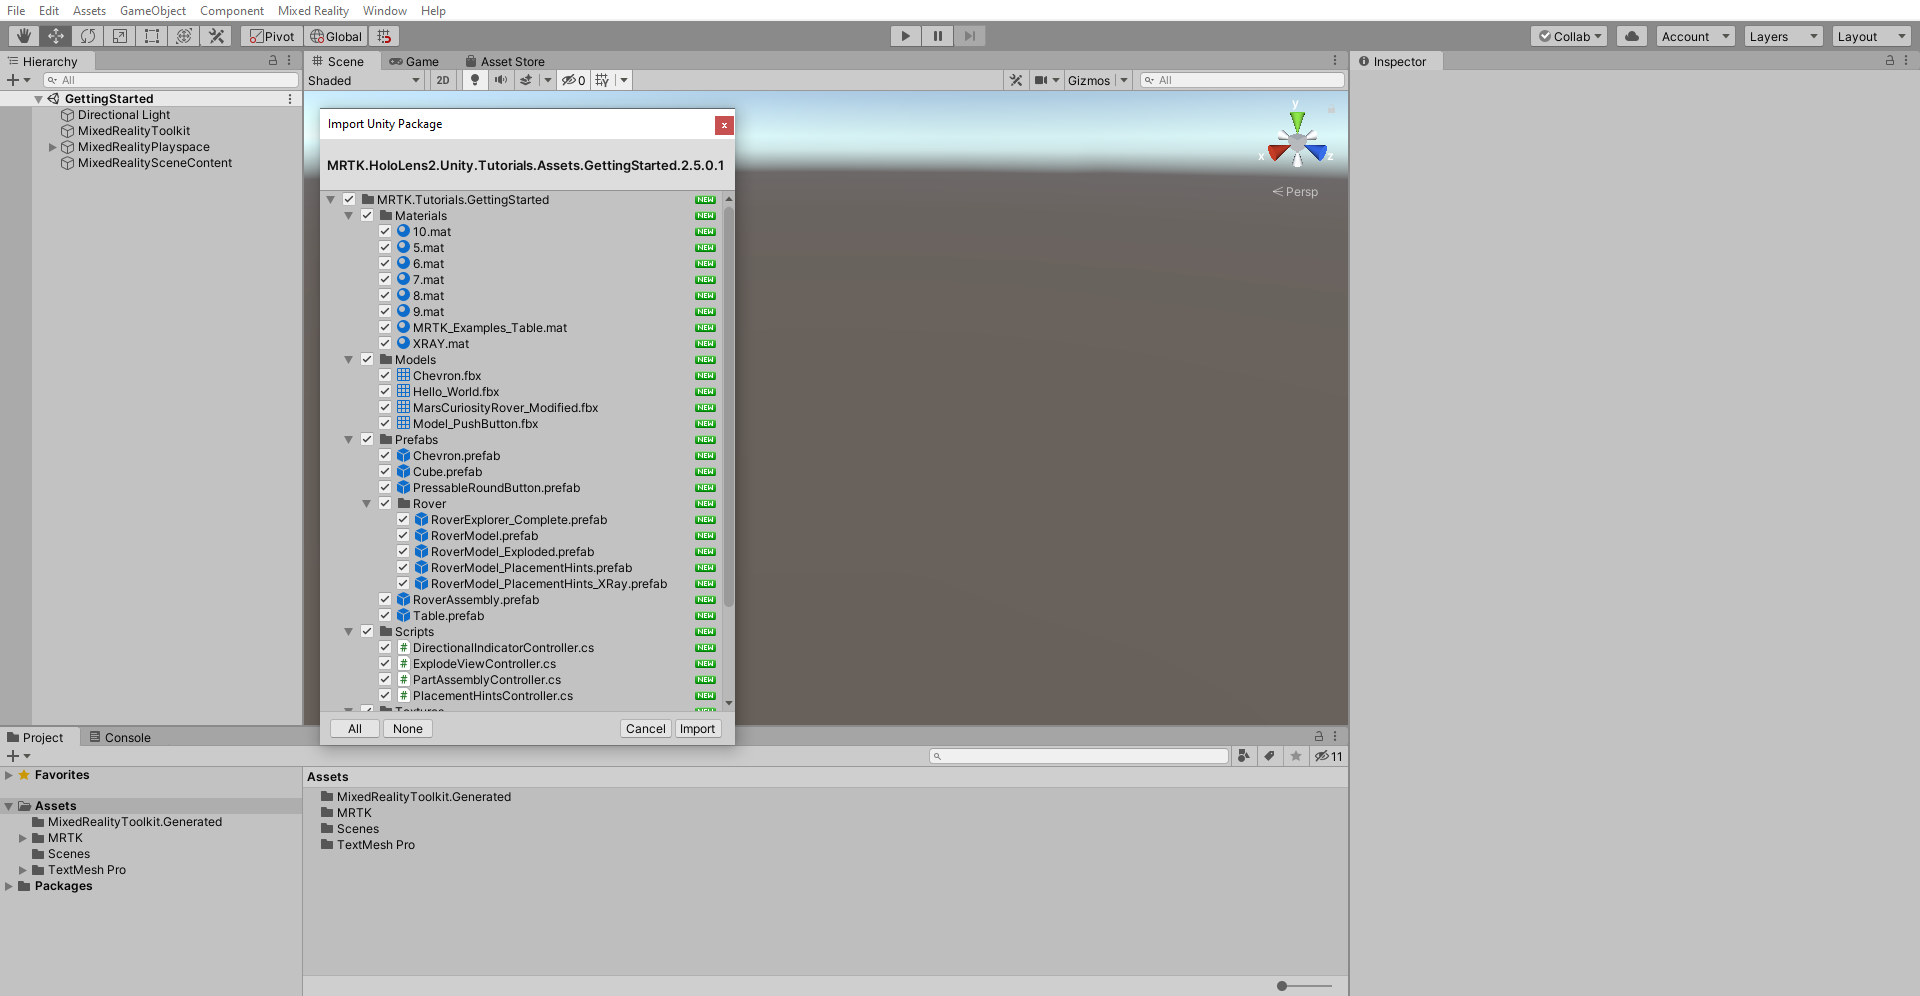 File Edit Assets GameObject Component Mixed Reality Window Help
Pivot Global Collab Account Layers Layout
Hierarchy
All
GettingStarted
Directional Light
MixedRealityToolkit
MixedRealityPlayspace
MixedRealitySceneContent
Scene Game Asset Store
Shaded 2D 0 Gizmos All
y
x z
Persp
Inspector
Import Unity Package x
MRTK.HoloLens2.Unity.Tutorials.Assets.GettingStarted.2.5.0.1
MRTK.Tutorials.GettingStarted NEW
Materials NEW
10.mat NEW
5.mat NEW
6.mat NEW
7.mat NEW
8.mat NEW
9.mat NEW
MRTK_Examples_Table.mat NEW
XRAY.mat NEW
Models NEW
Chevron.fbx NEW
Hello_World.fbx NEW
MarsCuriosityRover_Modified.fbx NEW
Model_PushButton.fbx NEW
Prefabs NEW
Chevron.prefab NEW
Cube.prefab NEW
PressableRoundButton.prefab NEW
Rover NEW
RoverExplorer_Complete.prefab NEW
RoverModel.prefab NEW
RoverModel_Exploded.prefab NEW
RoverModel_PlacementHints.prefab NEW
RoverModel_PlacementHints_XRay.prefab NEW
RoverAssembly.prefab NEW
Table.prefab NEW
Scripts NEW
DirectionalIndicatorController.cs NEW
ExplodeViewController.cs NEW
PartAssemblyController.cs NEW
PlacementHintsController.cs NEW
Textures NEW
All None Cancel Import
Project Console
11
Favorites
Assets
MixedRealityToolkit.Generated
MRTK
Scenes
TextMesh Pro
Packages
Assets
MixedRealityToolkit.Generated
MRTK
Scenes
TextMesh Pro